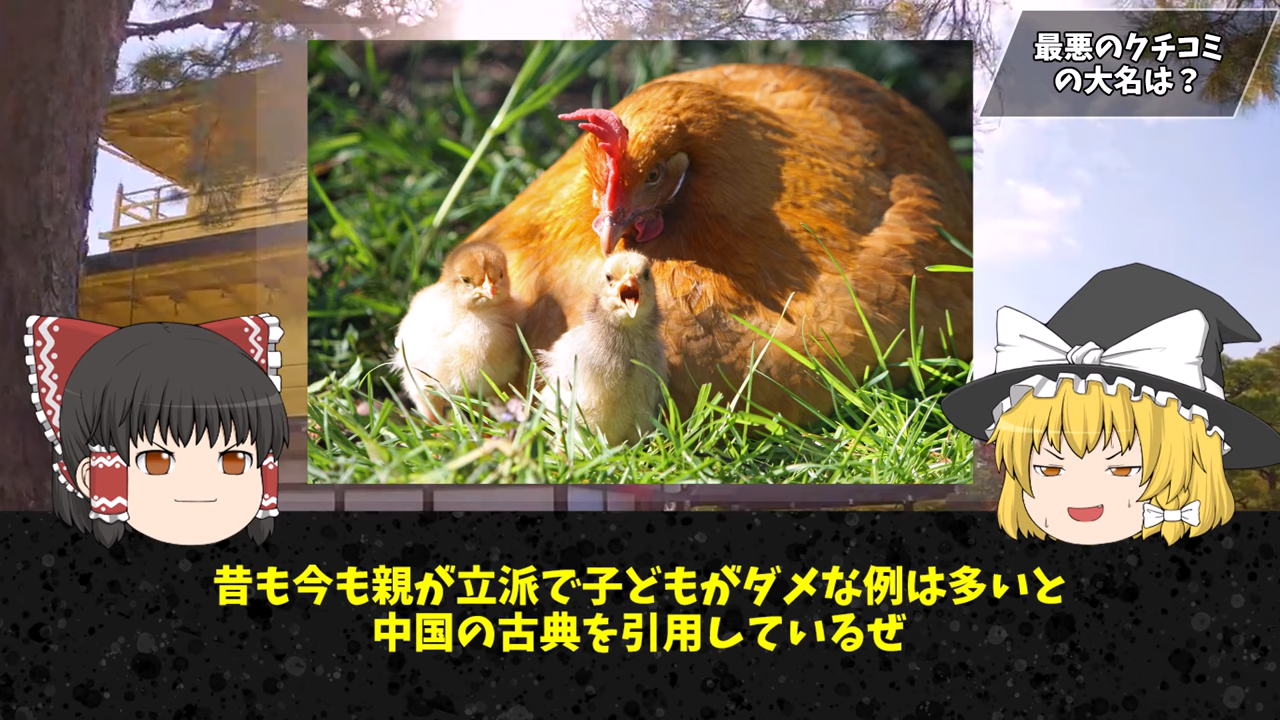 最悪のクチコミ
の大名は？
昔も今も親が立派で子どもがダメな例は多いと
中国の古典を引用しているぜ